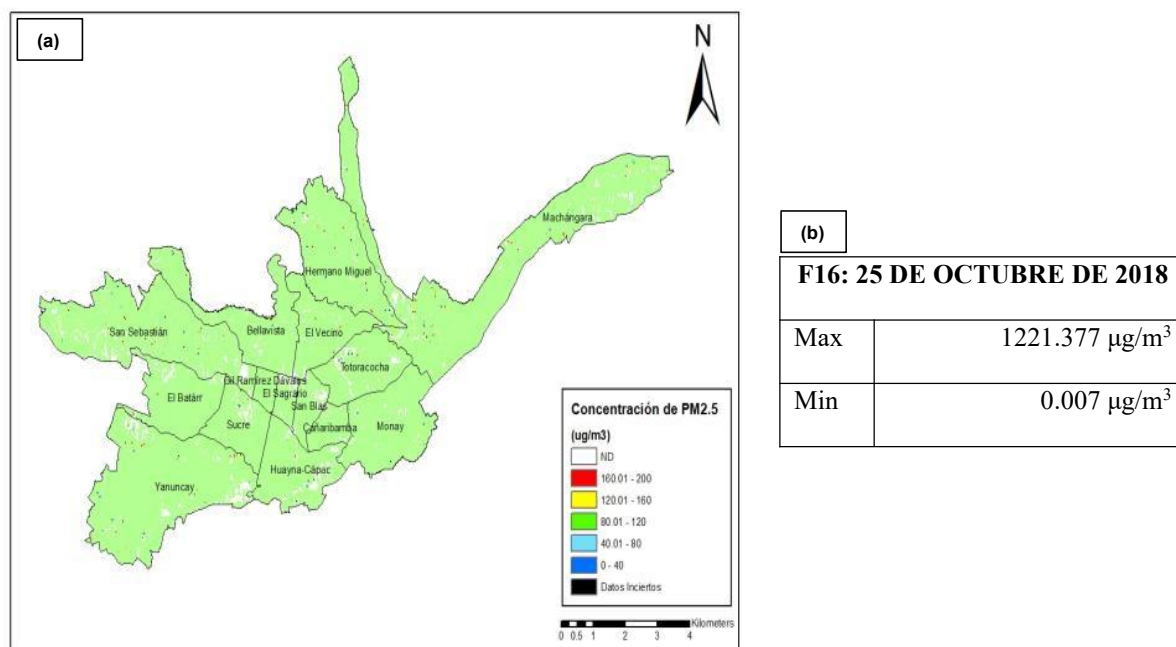 (a)
N
Machángara
Hermano Miguel
San Sebastián
Bellavista
El Vecino
Totoracocha
Gil Ramírez Dávalos
El Sagrario
El Batárr
San Blas
Sucre
Cañaribamba
Monay
Huayna-Cápac
Yanuncay
Concentración de PM2.5
(ug/m3)
ND
160.01 - 200
120.01 - 160
80.01 - 120
40.01 - 80
0 - 40
Datos Inciertos
Kilometers
0 0.5 1 2 3 4
(b)
F16: 25 DE OCTUBRE DE 2018
Max 1221.377 μg/m³
Min 0.007 μg/m³